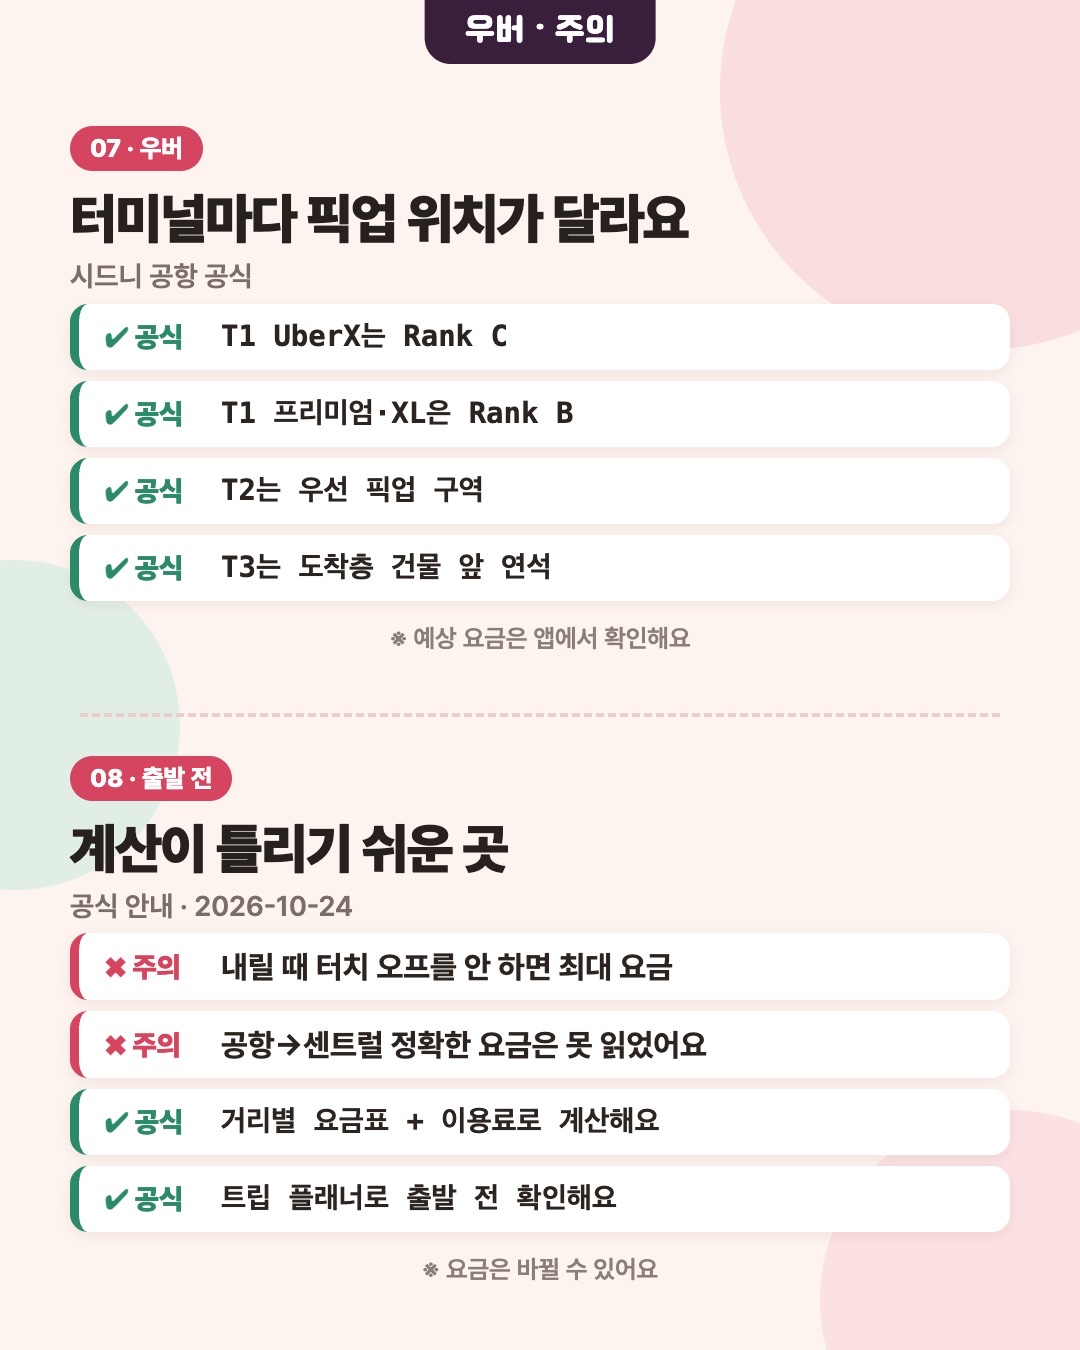 우버 · 주의
07 · 우버
터미널마다 픽업 위치가 달라요
시드니 공항 공식
✔ 공식 T1 UberX는 Rank C
✔ 공식 T1 프리미엄·XL은 Rank B
✔ 공식 T2는 우선 픽업 구역
✔ 공식 T3는 도착층 건물 앞 연석
※ 예상 요금은 앱에서 확인해요
08 · 출발 전
계산이 틀리기 쉬운 곳
공식 안내 · 2026-10-24
✖ 주의 내릴 때 터치 오프를 안 하면 최대 요금
✖ 주의 공항→센트럴 정확한 요금은 못 읽었어요
✔ 공식 거리별 요금표 + 이용료로 계산해요
✔ 공식 트립 플래너로 출발 전 확인해요
※ 요금은 바뀔 수 있어요